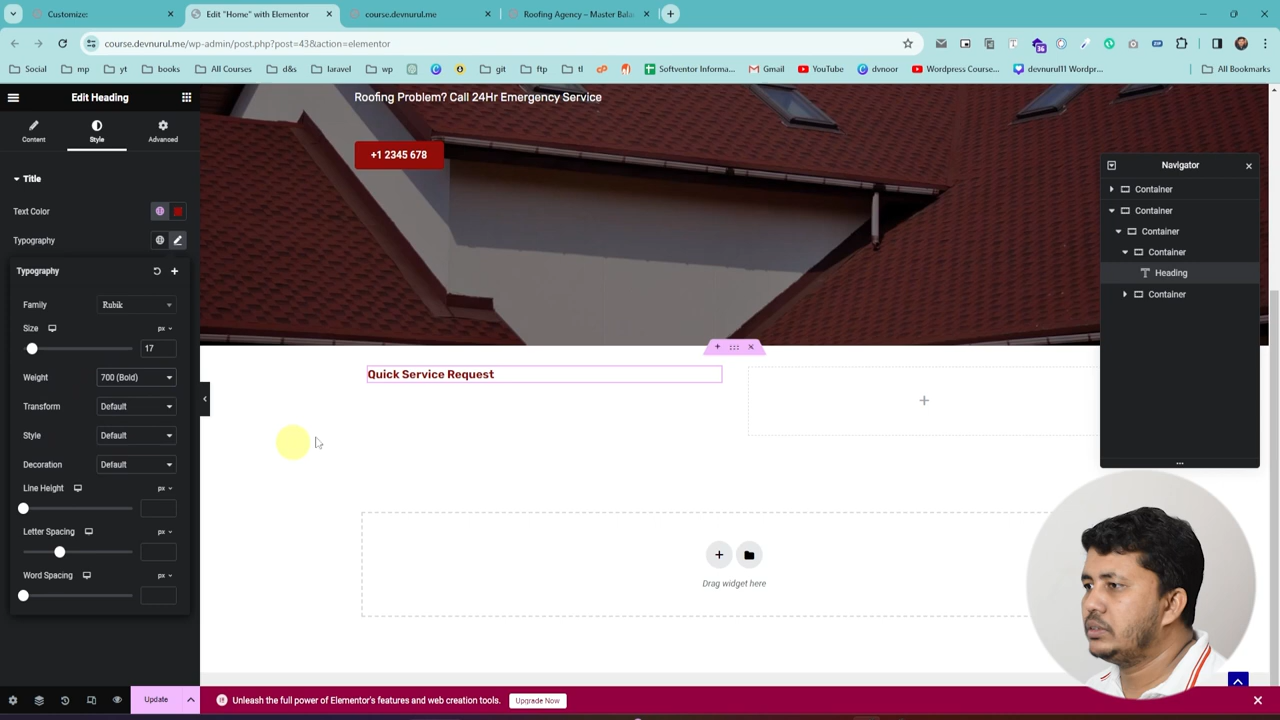 Customize:
Edit "Home" with Elementor
course.devnurul.me
Roofing Agency – Master Bala
course.devnurul.me/wp-admin/post.php?post=43&action=elementor
36
Social
mp
yt
books
All Courses
d&s
laravel
wp
git
ftp
tl
Softventor Informa...
Gmail
YouTube
dvnoor
Wordpress Course...
devnurul11 Wordpr...
All Bookmarks
Edit Heading
Content
Style
Advanced
Title
Text Color
Typography
Typography
Family
Rubik
Size
px
17
Weight
700 (Bold)
Transform
Default
Style
Default
Decoration
Default
Line Height
px
Letter Spacing
px
Word Spacing
px
Update
Roofing Problem? Call 24Hr Emergency Service
+1 2345 678
Quick Service Request
Drag widget here
Navigator
Container
Container
Container
Container
Heading
Container
Unleash the full power of Elementor's features and web creation tools.
Upgrade Now